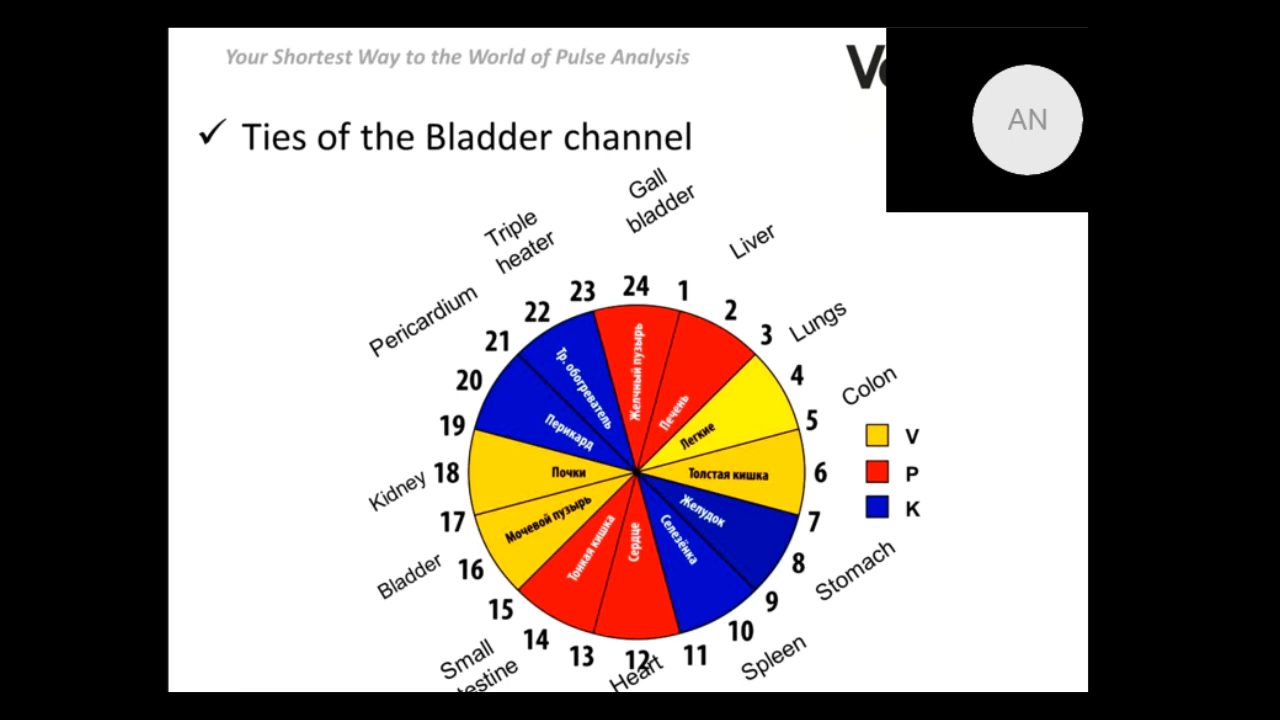 Your Shortest Way to the World of Pulse Analysis
AN
✓ Ties of the Bladder channel
Gall
bladder
Triple
heater
Liver
Pericardium
Lungs
Colon
Kidney
Bladder
Stomach
Spleen
Small
Heart
24
1
2
3
4
5
6
7
8
9
10
11
12
13
14
15
16
17
18
19
20
21
22
23
Желчный пузырь
Печень
Легкие
Толстая кишка
Желудок
Селезёнка
Сердце
Тонкая кишка
Мочевой пузырь
Почки
Перикард
Тр. обогреватель
V
P
K